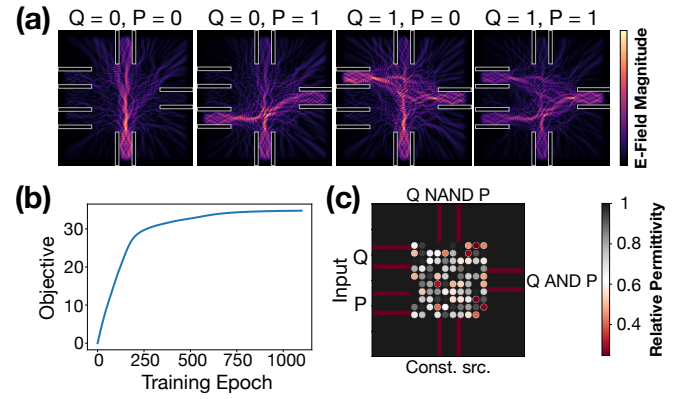 (a)
Q = 0, P = 0
Q = 0, P = 1
Q = 1, P = 0
Q = 1, P = 1
E-Field Magnitude
(b)
30
20
10
0
Objective
0
250
500
750
1000
Training Epoch
(c)
Q NAND P
Input
Q
P
Q AND P
Const. src.
1
0.8
0.6
0.4
Relative Permittivity